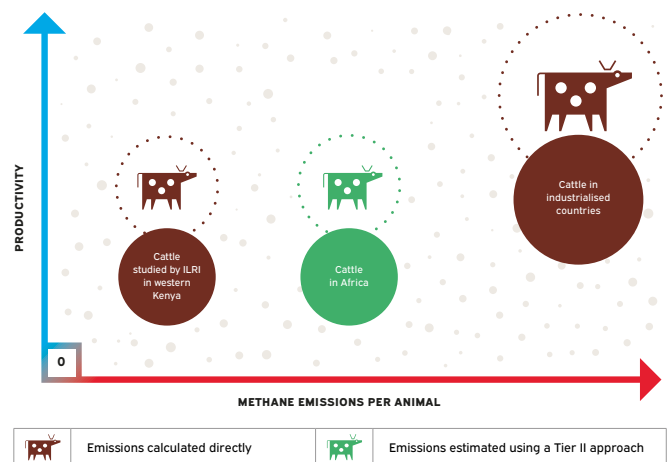 PRODUCTIVITY
Cattle
studied by ILRI
in western
Kenya
Cattle
in Africa
Cattle in
industrialised
countries
0
METHANE EMISSIONS PER ANIMAL
Emissions calculated directly
Emissions estimated using a Tier II approach